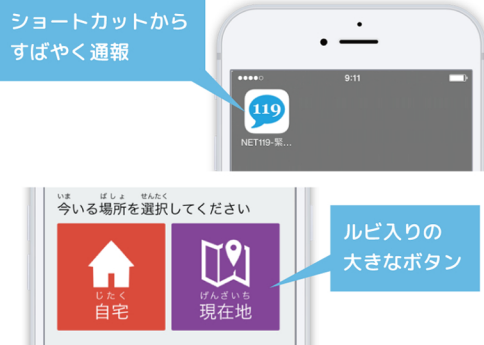 ショートカットから
すばやく通報
9:11
119
NET119-緊...
いま ばしょ せんたく
今いる場所を選択してください
じたく
自宅
げんざいち
現在地
ルビ入りの
大きなボタン